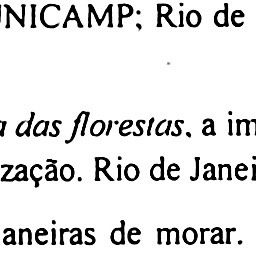 UNICAMP; Rio de
a das florestas, a im
zação. Rio de Janei
aneiras de morar.